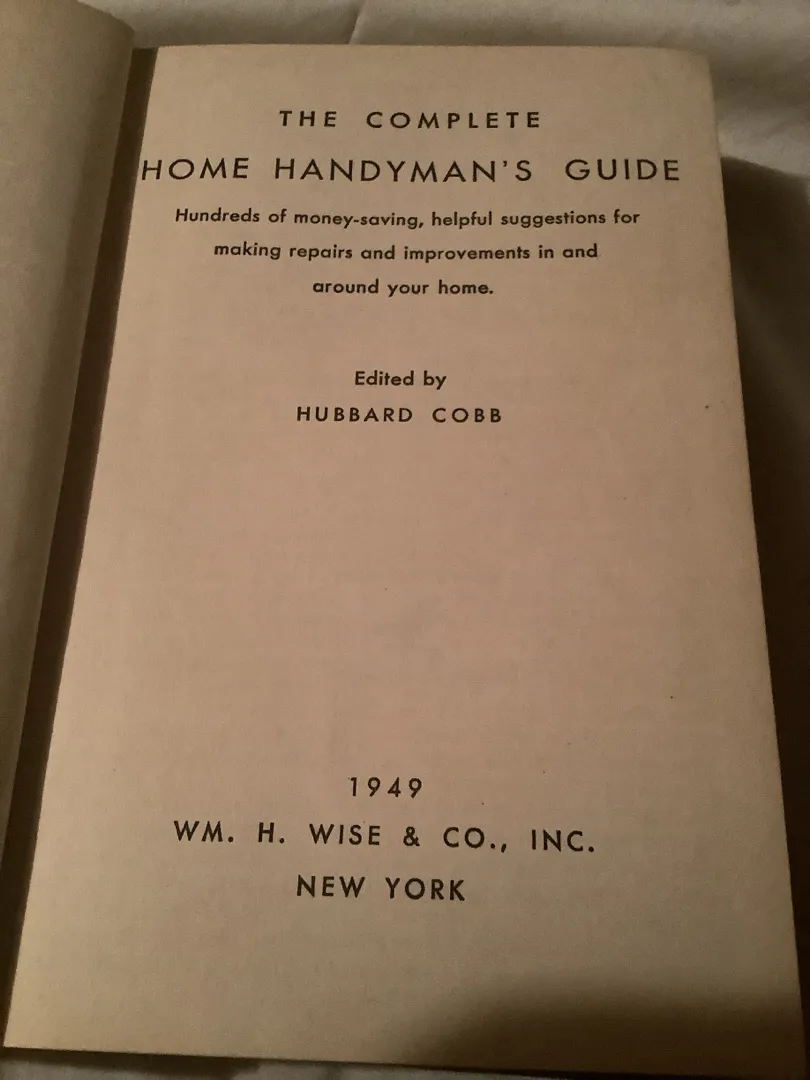 THE COMPLETE
HOME HANDYMAN'S GUIDE
Hundreds of money-saving, helpful suggestions for
making repairs and improvements in and
around your home.
Edited by
HUBBARD COBB
1949
WM. H. WISE & CO., INC.
NEW YORK